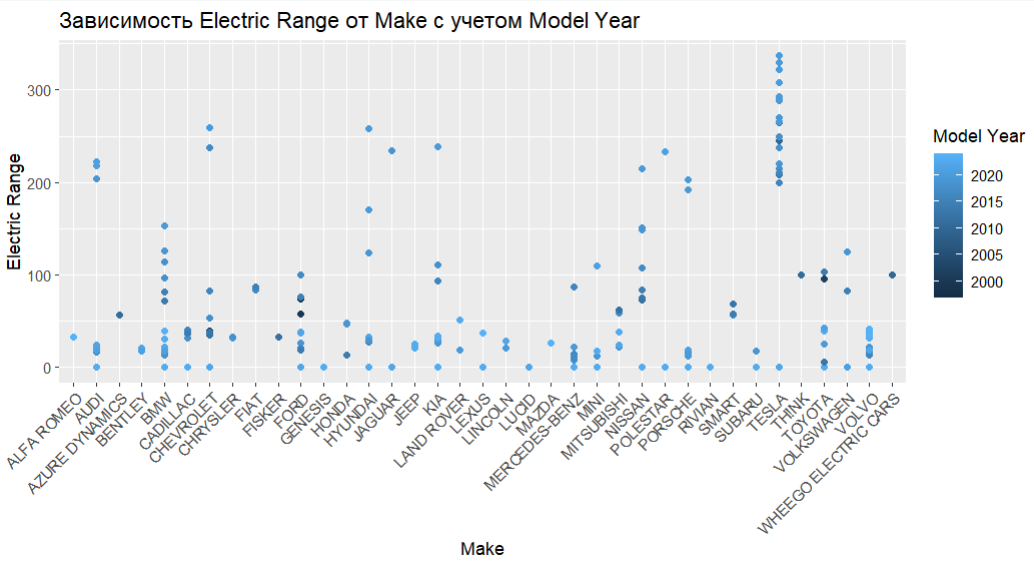 Зависимость Electric Range от Make с учетом Model Year
Electric Range
300
200
100
0
ALFA ROMEO
AUDI
AZURE DYNAMICS
BENTLEY
BMW
CADILLAC
CHEVROLET
CHRYSLER
FIAT
FISKER
FORD
GENESIS
HONDA
HYUNDAI
JAGUAR
JEEP
KIA
LAND ROVER
LEXUS
LINCOLN
LUCID
MAZDA
MERCEDES-BENZ
MINI
MITSUBISHI
NISSAN
POLESTAR
PORSCHE
RIVIAN
SMART
SUBARU
TESLA
THINK
TOYOTA
VOLKSWAGEN
VOLVO
WHEEGO ELECTRIC CARS
Make
Model Year
2020
2015
2010
2005
2000